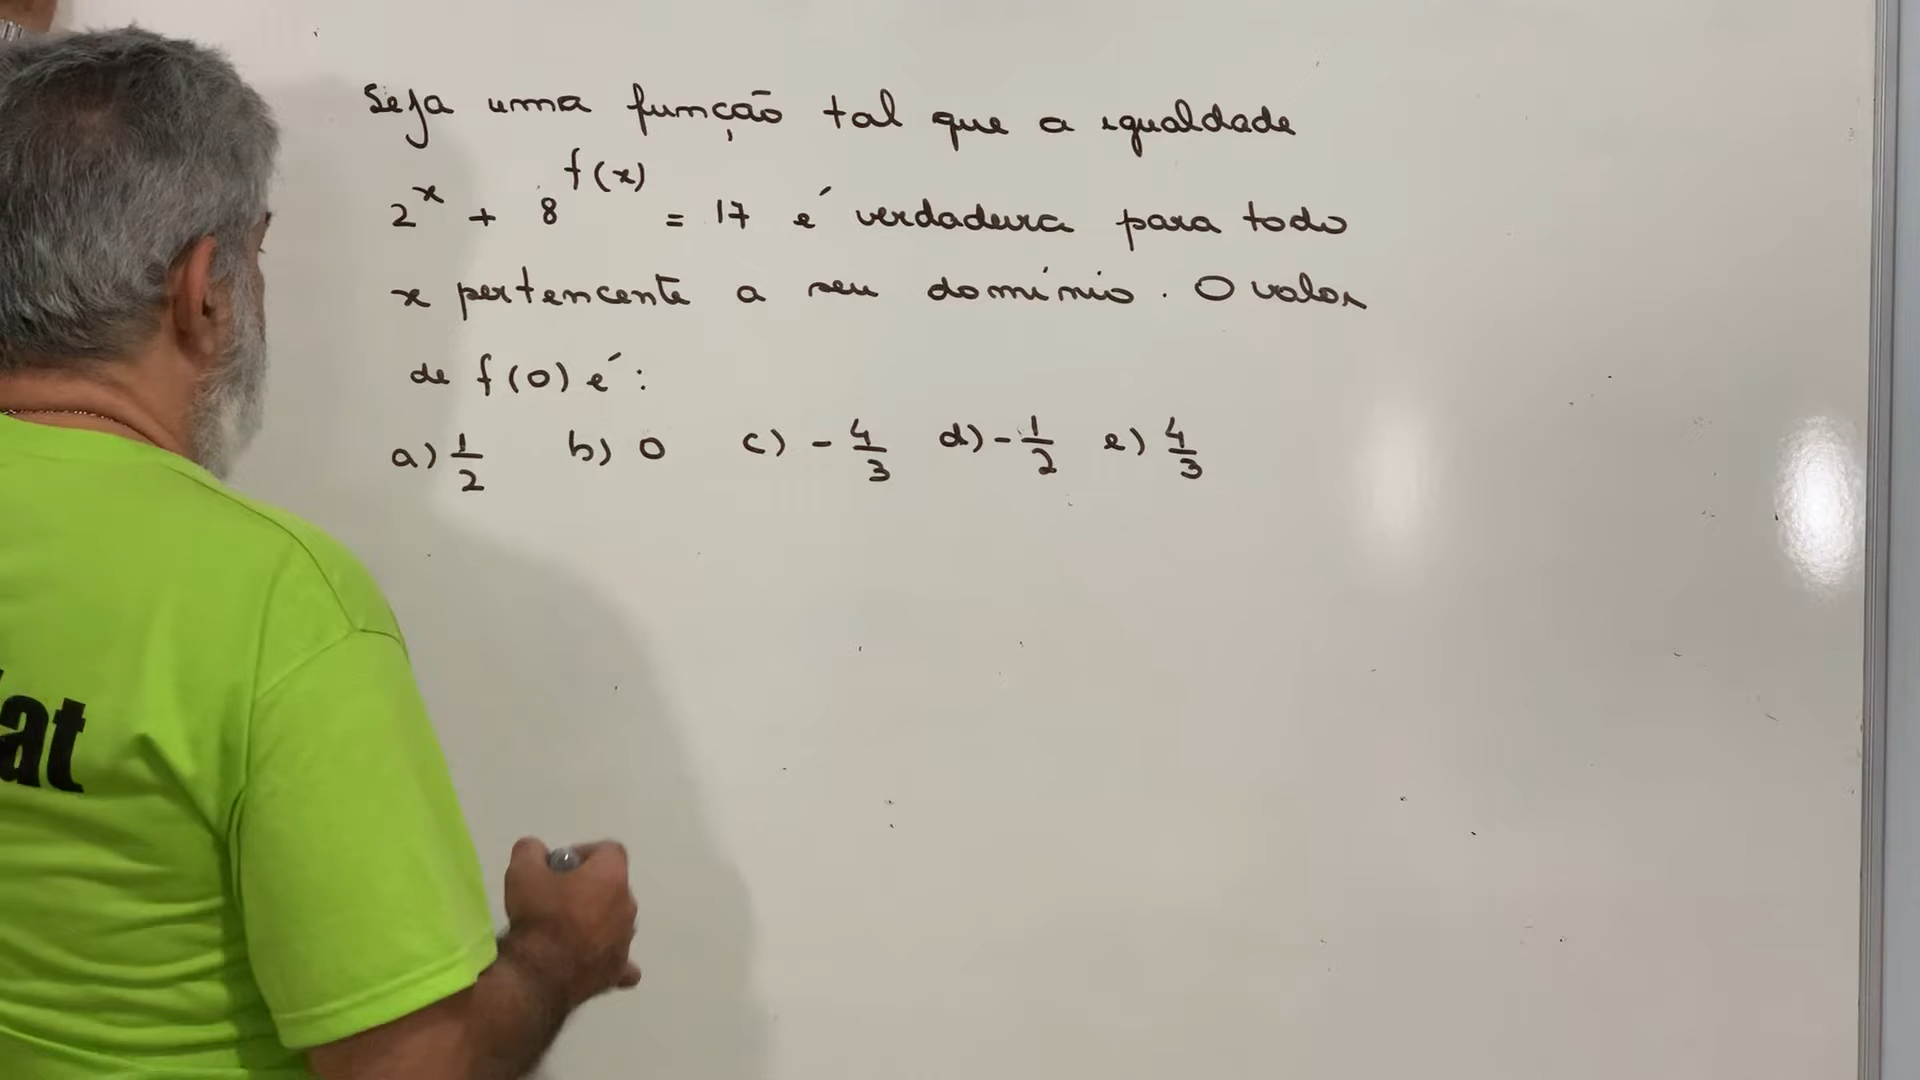 Seja uma função tal que a igualdade
2^x + 8^f(x) = 17 é verdadeira para todo
x pertencente a seu domínio. O valor
de f(0) é:
a) 1/2 b) 0 c) -4/3 d) -1/2 e) 4/3
at